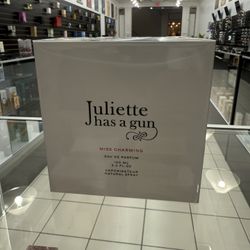 Juliette
has a gun
MISS CHARMING
EAU DE PARFUM
100 ML
3.3 FL.OZ
VAPORISATEUR
NATURAL SPRAY